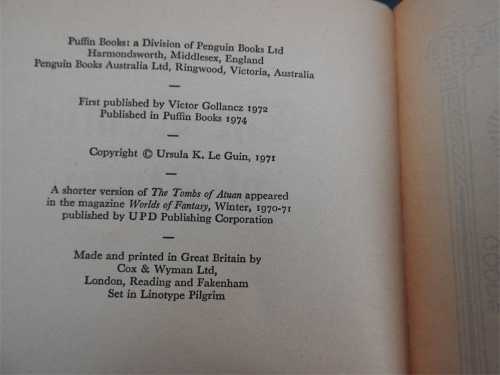 Puffin Books: a Division of Penguin Books Ltd
Harmondsworth, Middlesex, England
Penguin Books Australia Ltd, Ringwood, Victoria, Australia
—
First published by Victor Gollancz 1972
Published in Puffin Books 1974
—
Copyright © Ursula K. Le Guin, 1971
—
A shorter version of The Tombs of Atuan appeared
in the magazine Worlds of Fantasy, Winter, 1970-71
published by UPD Publishing Corporation
—
Made and printed in Great Britain by
Cox & Wyman Ltd,
London, Reading and Fakenham
Set in Linotype Pilgrim